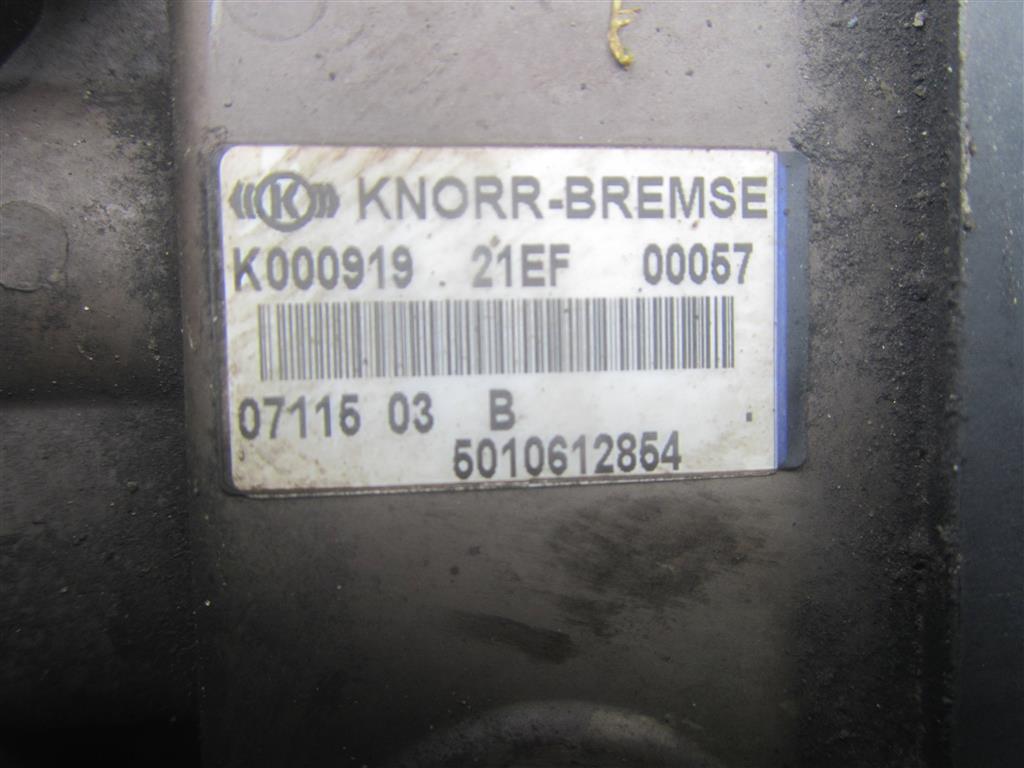 K KNORR-BREMSE
K000919 . 21EF 00057
07115 03 B .
5010612854